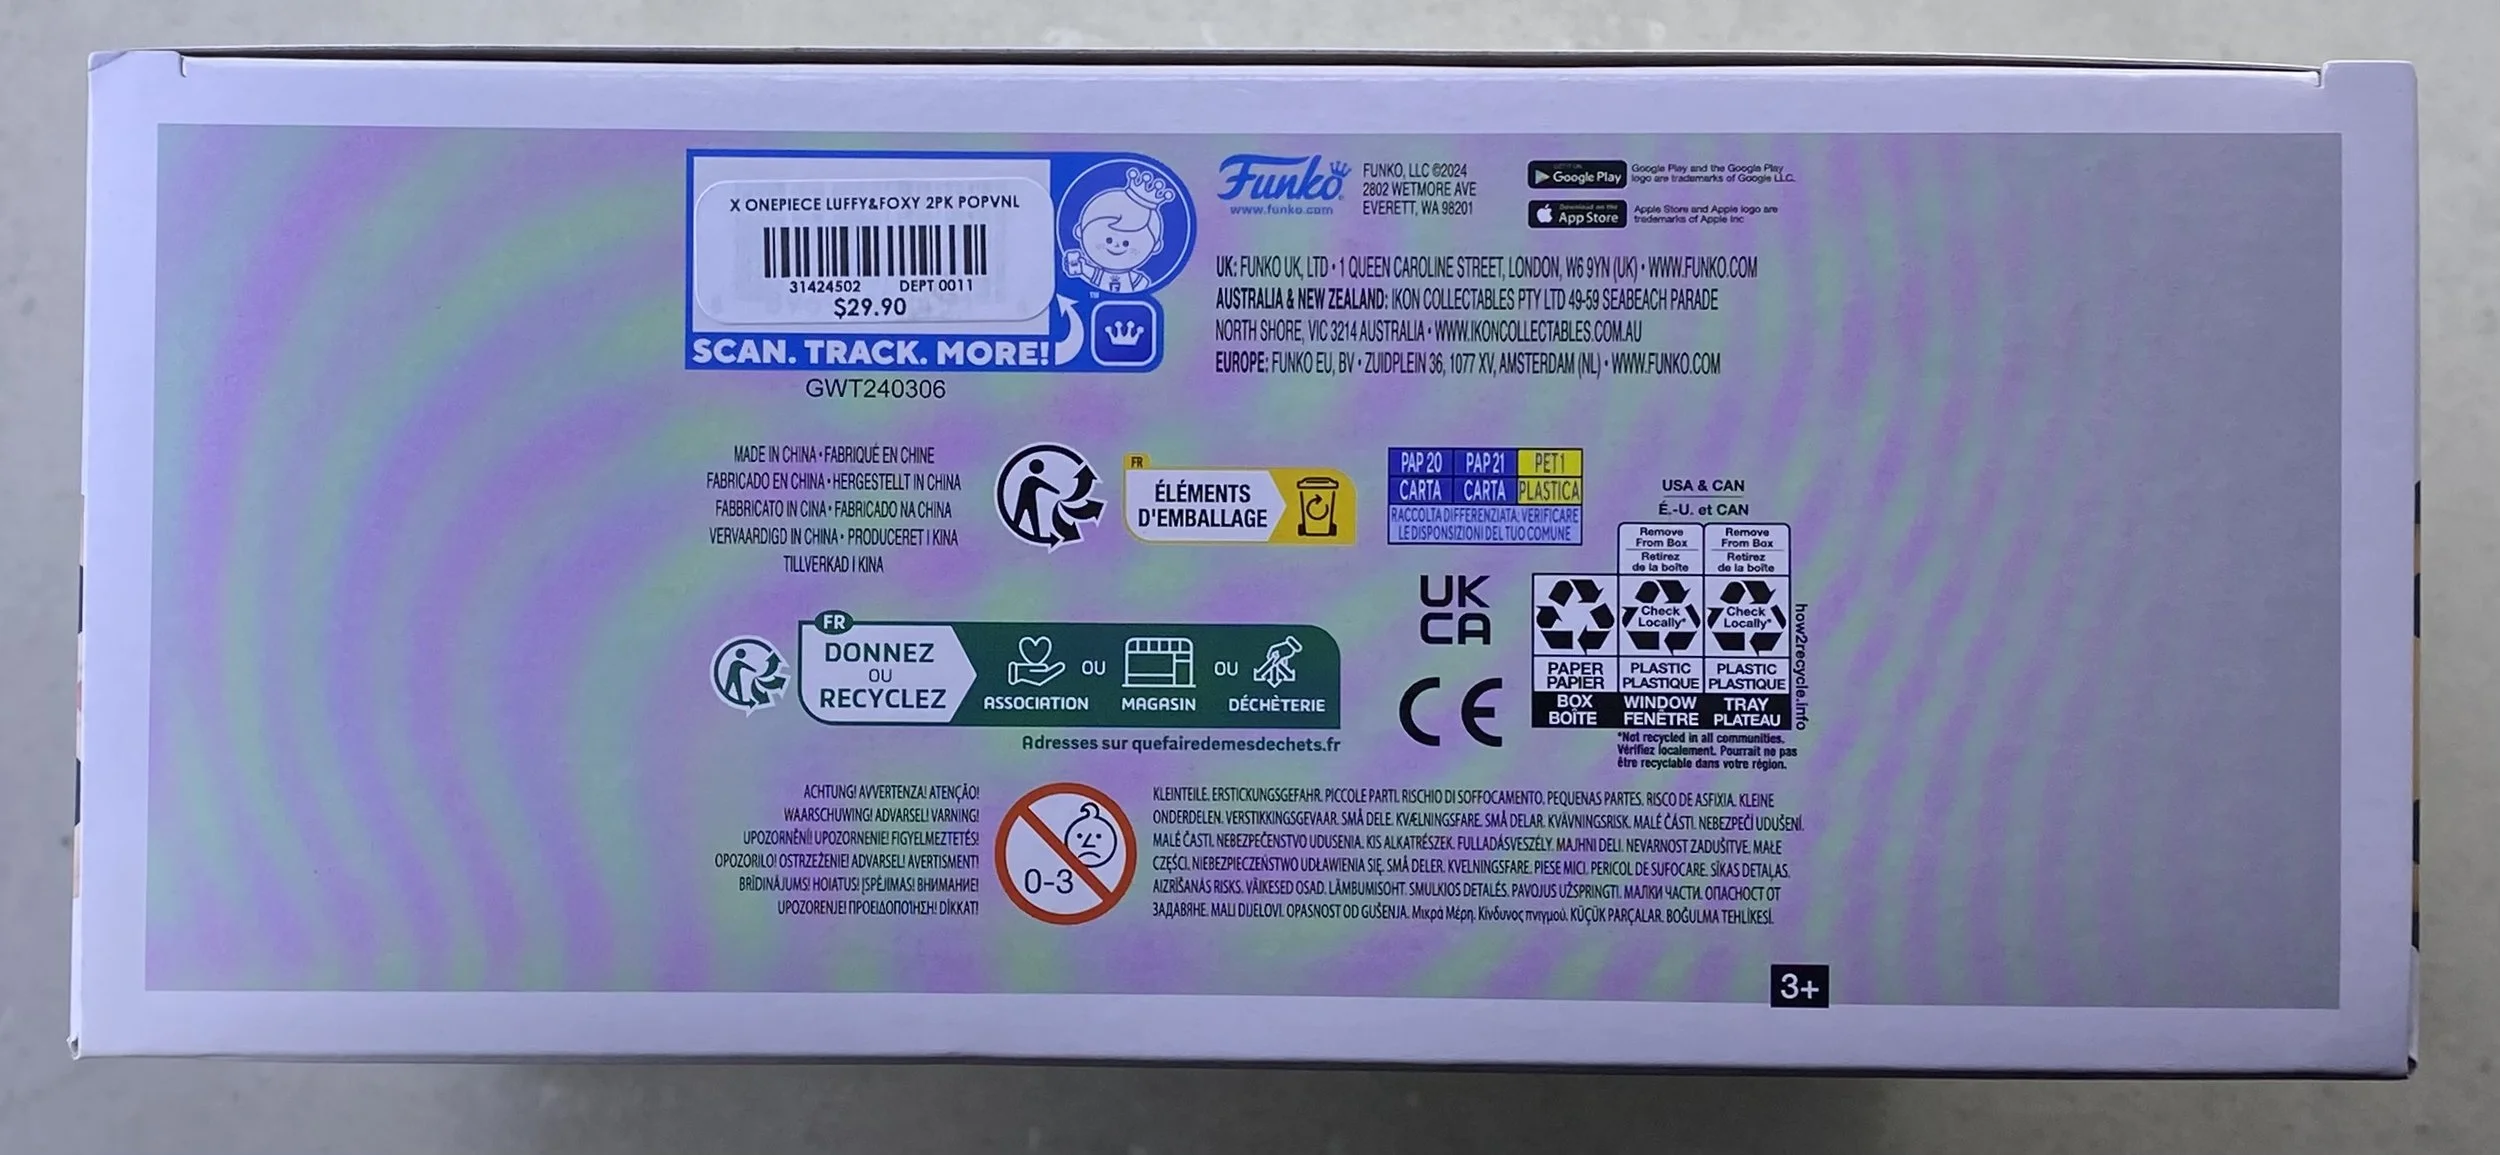 X ONEPIECE LUFFY&FOXY 2PK POPVNL
31424502 DEPT 0011
$29.90
SCAN. TRACK. MORE!
GWT240306
Funko
www.funko.com
FUNKO, LLC ©2024
2802 WETMORE AVE
EVERETT, WA 98201
Google Play
Google Play and the Google Play
logo are trademarks of Google LLC.
Download on the
App Store
Apple Store and Apple logo are
trademarks of Apple Inc
UK: FUNKO UK, LTD • 1 QUEEN CAROLINE STREET, LONDON, W6 9YN (UK) • WWW.FUNKO.COM
AUSTRALIA & NEW ZEALAND: IKON COLLECTABLES PTY LTD 49-59 SEABEACH PARADE
NORTH SHORE, VIC 3214 AUSTRALIA • WWW.IKONCOLLECTABLES.COM.AU
EUROPE: FUNKO EU, BV • ZUIDPLEIN 36, 1077 XV, AMSTERDAM (NL) • WWW.FUNKO.COM
MADE IN CHINA • FABRIQUÉ EN CHINE
FABRICADO EN CHINA • HERGESTELLT IN CHINA
FABBRICATO IN CINA • FABRICADO NA CHINA
VERVAARDIGD IN CHINA • PRODUCERET I KINA
TILLVERKAD I KINA
FR
ÉLÉMENTS
D'EMBALLAGE
PAP 20 PAP 21 PET 1
CARTA CARTA PLASTICA
RACCOLTA DIFFERENZIATA: VERIFICARE
LE DISPOSIZIONI DEL TUO COMUNE
USA & CAN
É.-U. et CAN
Remove
From Box
Retirez
de la boîte
Remove
From Box
Retirez
de la boîte
Check
Locally*
Check
Locally*
PAPER
PAPIER
PLASTIC
PLASTIQUE
PLASTIC
PLASTIQUE
BOX
BOÎTE
WINDOW
FENÊTRE
TRAY
PLATEAU
how2recycle.info
*Not recycled in all communities.
Vérifiez localement. Pourrait ne pas
être recyclable dans votre région.
UK
CA
CE
FR
DONNEZ
OU
RECYCLEZ
ASSOCIATION
OU
MAGASIN
OU
DÉCHÈTERIE
Adresses sur quefairedemesdechets.fr
ACHTUNG! AVVERTENZA! ATENÇÃO!
WAARSCHUWING! ADVARSEL! VARNING!
UPOZORNĚNÍ! UPOZORNENIE! FIGYELMEZTETÉS!
OPOZORILO! OSTRZEŻENIE! ADVARSEL! AVERTISMENT!
BRĪDINĀJUMS! HOIATUS! ĮSPĖJIMAS! ВНИМАНИЕ!
UPOZORENJE! ΠΡΟΕΙΔΟΠΟΊΗΣΗ! DİKKAT!
0-3
KLEINTEILE. ERSTICKUNGSGEFAHR. PICCOLE PARTI. RISCHIO DI SOFFOCAMENTO. PEQUENAS PARTES. RISCO DE ASFIXIA. KLEINE
ONDERDELEN. VERSTIKKINGSGEVAAR. SMÅ DELE. KVÆLNINGSFARE. SMÅ DELAR. KVÄVNINGSRISK. MALÉ ČÁSTI. NEBEZPEČÍ UDUŠENÍ.
MALÉ ČASTI. NEBEZPEČENSTVO UDUSENIA. KIS ALKATRÉSZEK. FULLADÁSVESZÉLY. MAJHNI DELI. NEVARNOST ZADUŠITVE. MAŁE
CZĘŚCI. NIEBEZPIECZEŃSTWO UDŁAWIENIA SIĘ. SMÅ DELER. KVELNINGSFARE. PIESE MICI. PERICOL DE SUFOCARE. SĪKAS DETAĻAS.
AIZRĪŠANĀS RISKS. VÄIKESED OSAD. LÄMBUMISOHT. SMULKIOS DETALĖS. PAVOJUS UŽSPRINGTI. МАЛКИ ЧАСТИ. ОПАСНОСТ ОТ
ЗАДАВЯНЕ. MALI DIJELOVI. OPASNOST OD GUŠENJA. Μικρά Μέρη. Κίνδυνος πνιγμού. KÜÇÜK PARÇALAR. BOĞULMA TEHLİKESİ.
3+